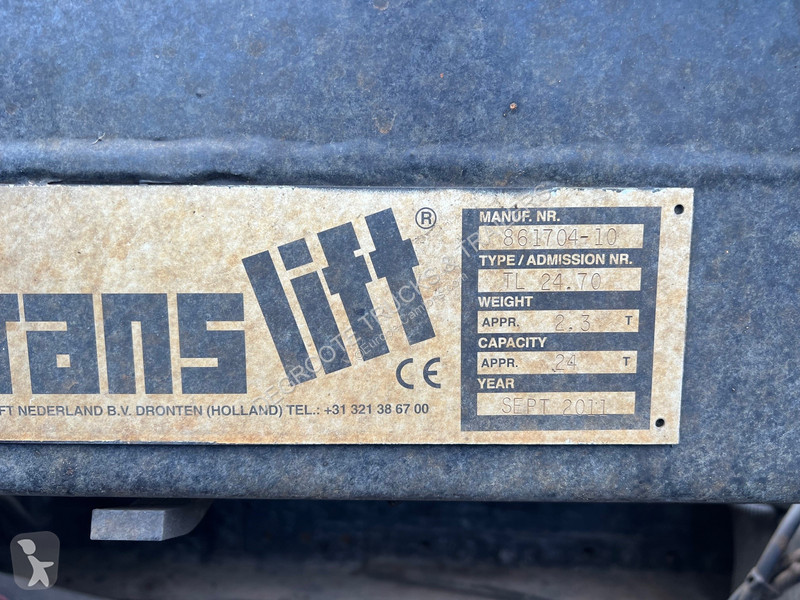 rans lift ®
CE
FT NEDERLAND B.V. DRONTEN (HOLLAND) TEL.: +31 321 38 67 00
MANUF. NR.
861704-10
TYPE / ADMISSION NR.
TL 24.70
WEIGHT
APPR. 2.3 T
CAPACITY
APPR. 24 T
YEAR
SEPT 2011